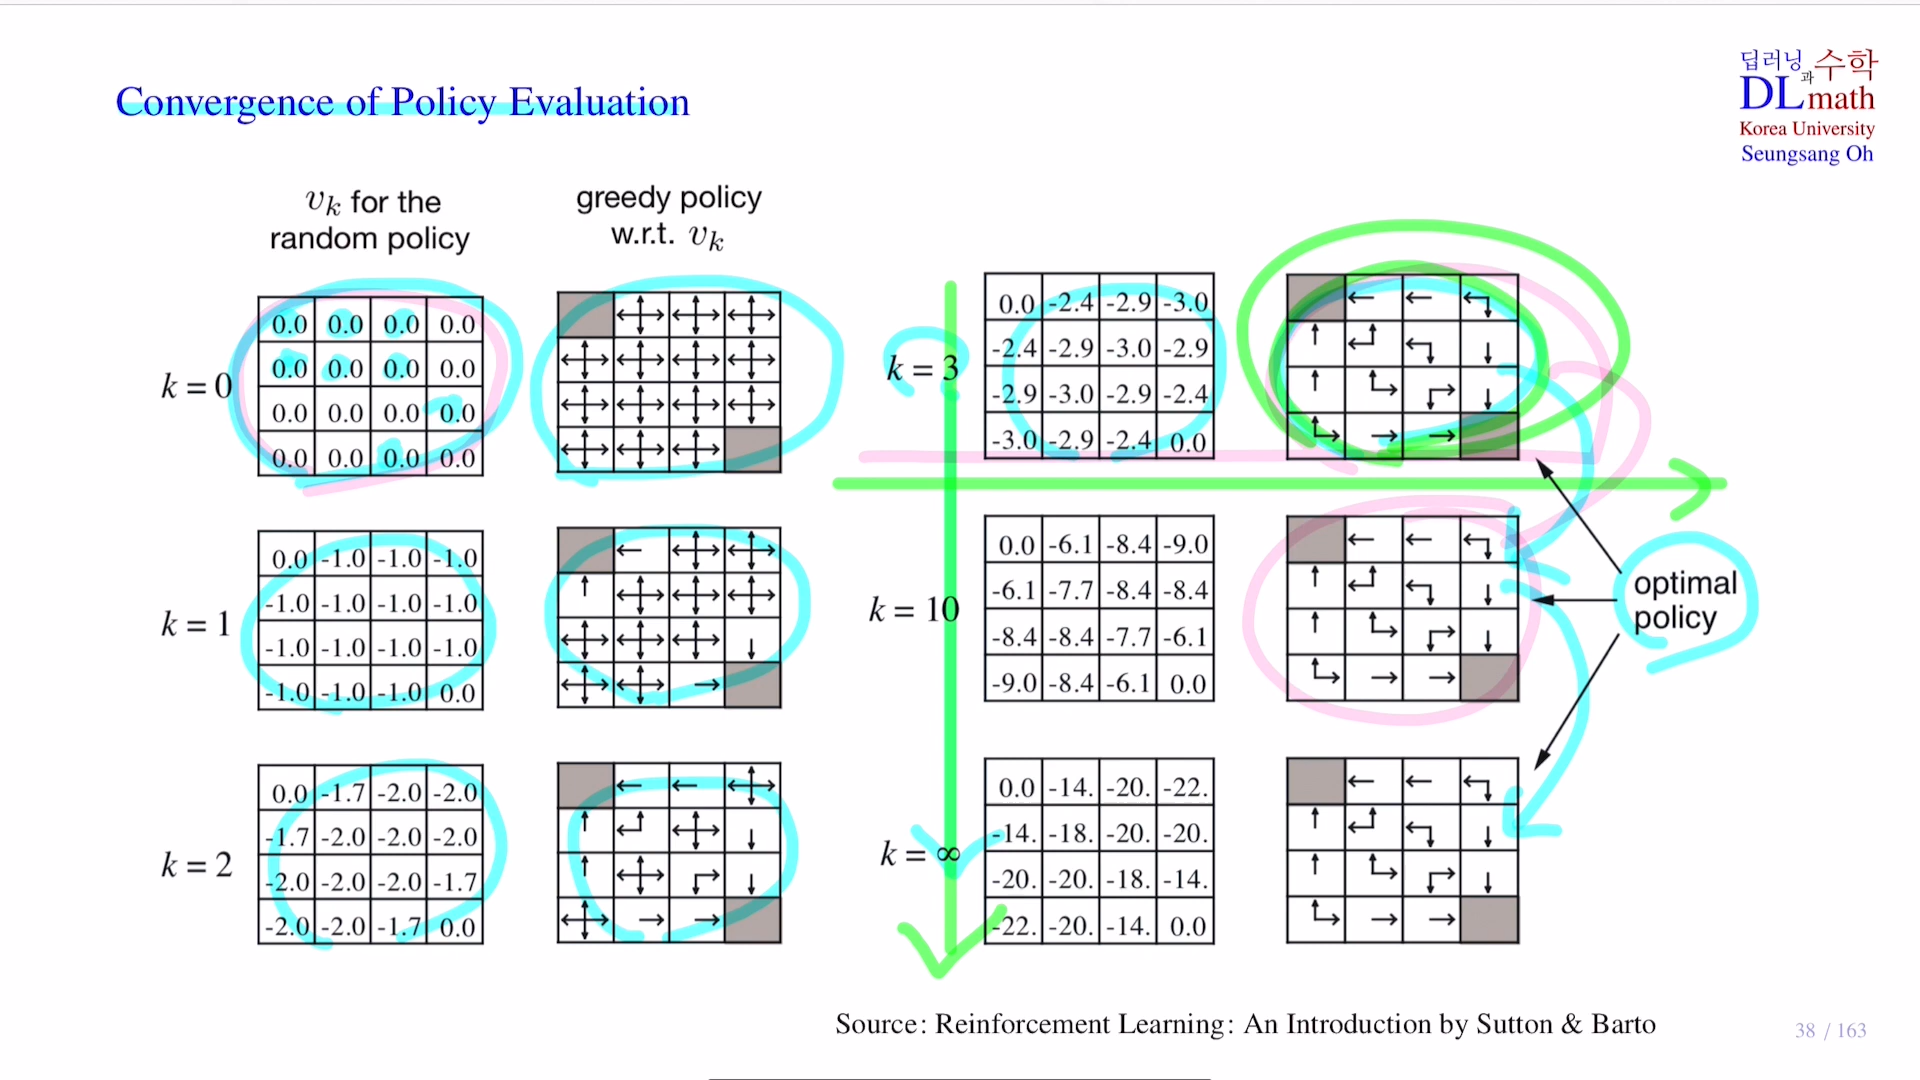 Convergence of Policy Evaluation
딥러닝과 수학
DL math
Korea University
Seungsang Oh
v_k for the
random policy
greedy policy
w.r.t. v_k
k = 0
0.0 0.0 0.0 0.0
0.0 0.0 0.0 0.0
0.0 0.0 0.0 0.0
0.0 0.0 0.0 0.0
k = 1
0.0 -1.0 -1.0 -1.0
-1.0 -1.0 -1.0 -1.0
-1.0 -1.0 -1.0 -1.0
-1.0 -1.0 -1.0 0.0
k = 2
0.0 -1.7 -2.0 -2.0
-1.7 -2.0 -2.0 -2.0
-2.0 -2.0 -2.0 -1.7
-2.0 -2.0 -1.7 0.0
k = 3
0.0 -2.4 -2.9 -3.0
-2.4 -2.9 -3.0 -2.9
-2.9 -3.0 -2.9 -2.4
-3.0 -2.9 -2.4 0.0
k = 10
0.0 -6.1 -8.4 -9.0
-6.1 -7.7 -8.4 -8.4
-8.4 -8.4 -7.7 -6.1
-9.0 -8.4 -6.1 0.0
k = ∞
0.0 -14. -20. -22.
-14. -18. -20. -20.
-20. -20. -18. -14.
-22. -20. -14. 0.0
optimal
policy
Source: Reinforcement Learning: An Introduction by Sutton & Barto
38 / 163